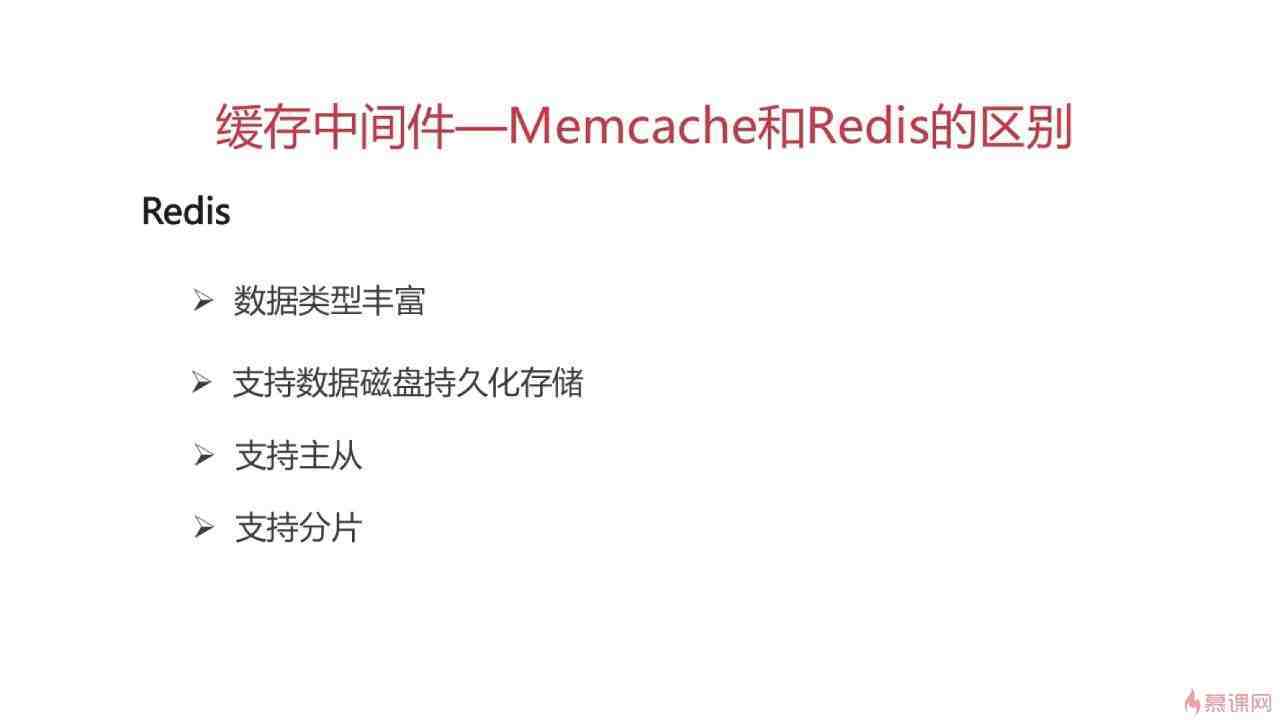 缓存中间件—Memcache和Redis的区别
Redis
数据类型丰富
支持数据磁盘持久化存储
支持主从
支持分片
慕课网